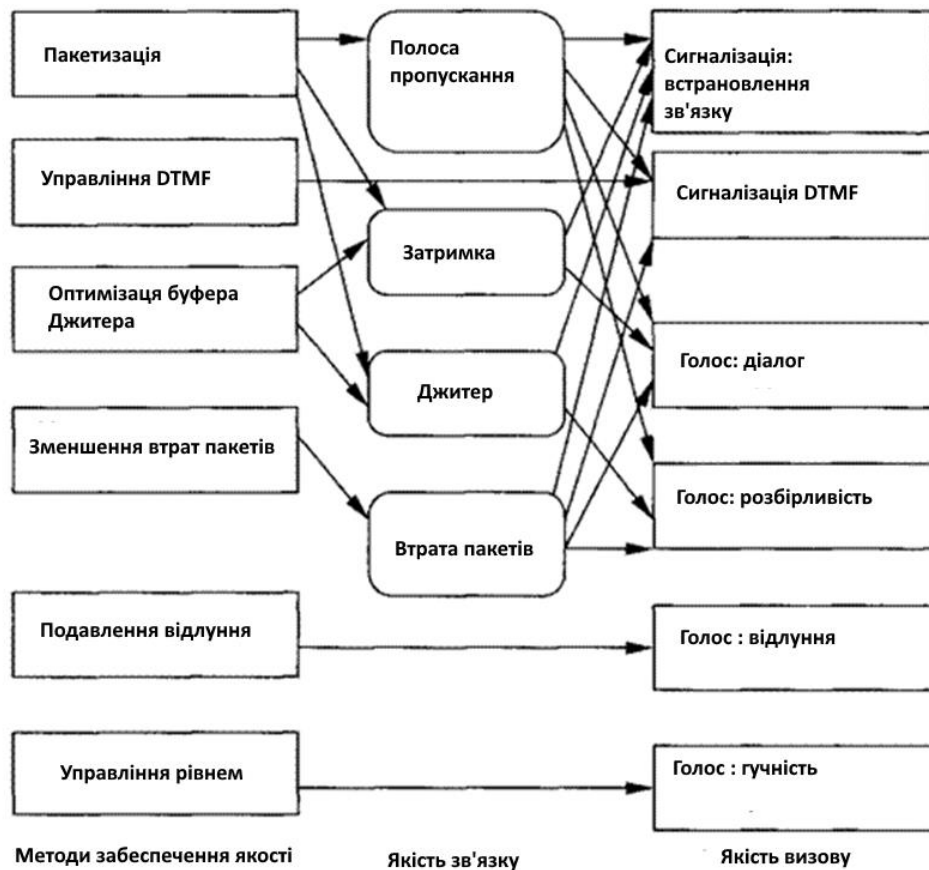 Пакетизація
Полоса
пропускання
Сигналізація:
встрановлення
зв'язку
Управління DTMF
Сигналізація DTMF
Затримка
Оптимізаця буфера
Джитера
Голос: діалог
Джитер
Зменшення втрат пакетів
Голос: розбірливість
Втрата пакетів
Подавлення відлуння
Голос : відлуння
Управління рівнем
Голос : гучність
Методи забеспечення якості
Якість зв'язку
Якість визову